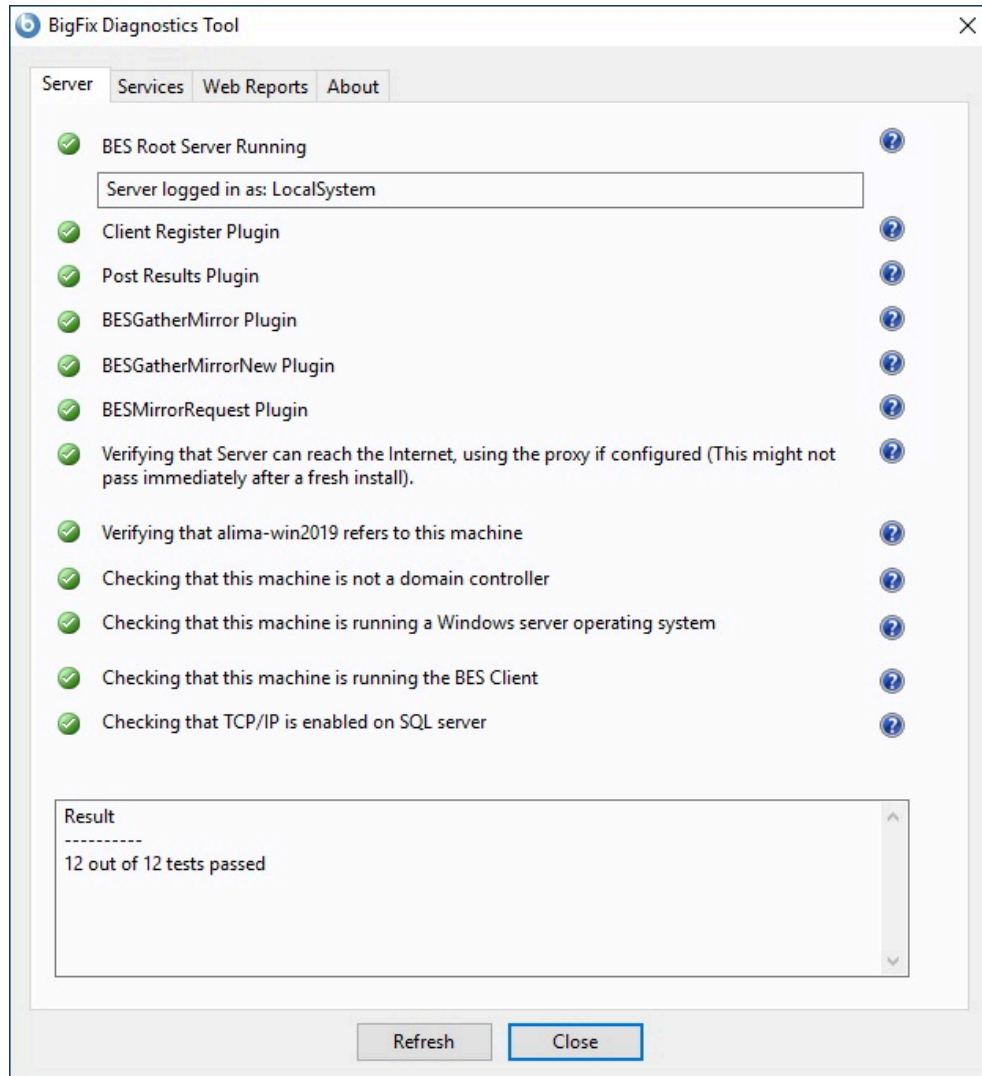 BigFix Diagnostics Tool
Server
Services
Web Reports
About
BES Root Server Running
Server logged in as: LocalSystem
Client Register Plugin
Post Results Plugin
BESGatherMirror Plugin
BESGatherMirrorNew Plugin
BESMirrorRequest Plugin
Verifying that Server can reach the Internet, using the proxy if configured (This might not
pass immediately after a fresh install).
Verifying that alima-win2019 refers to this machine
Checking that this machine is not a domain controller
Checking that this machine is running a Windows server operating system
Checking that this machine is running the BES Client
Checking that TCP/IP is enabled on SQL server
Result
----------
12 out of 12 tests passed
Refresh
Close